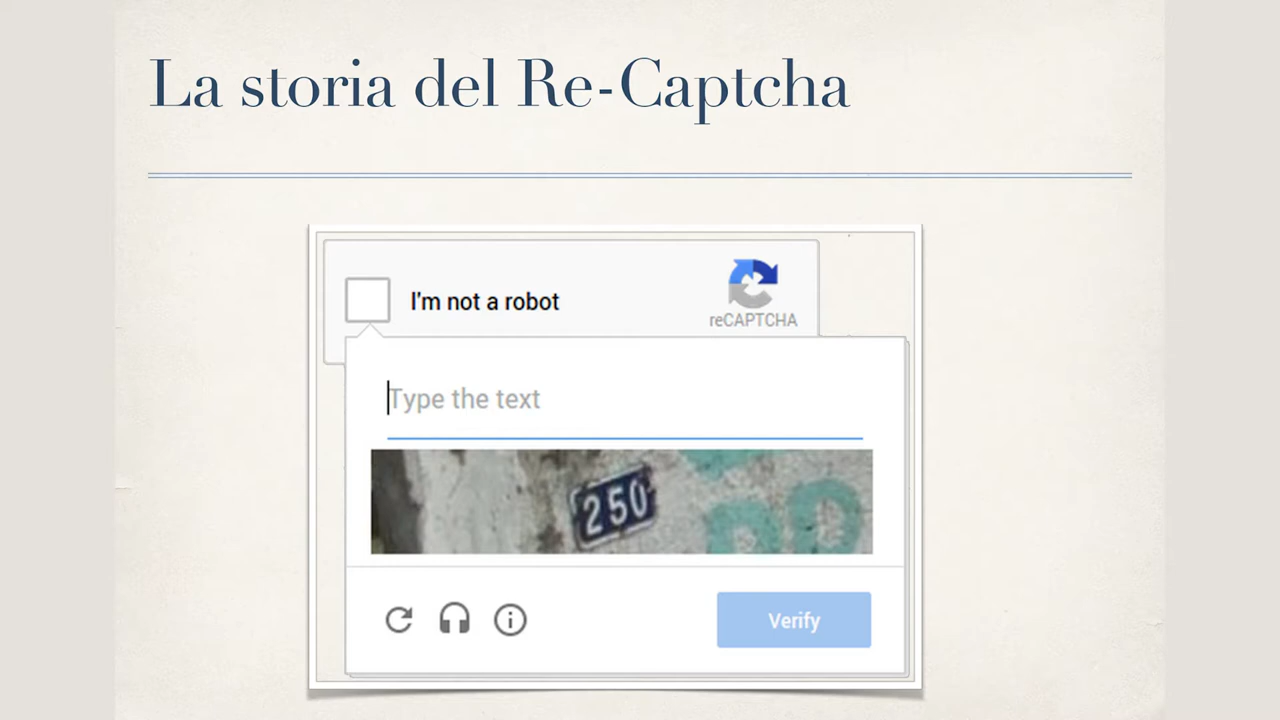 La storia del Re-Captcha
I'm not a robot
reCAPTCHA
Type the text
250
Verify